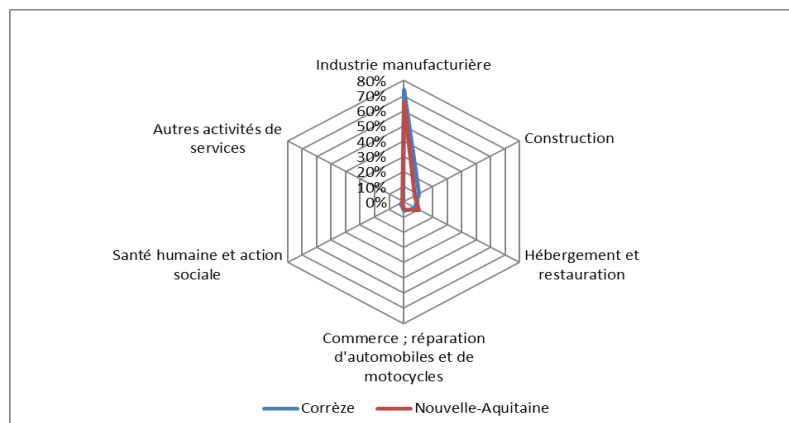 Industrie manufacturière
80%
70%
60%
50%
40%
30%
20%
10%
0%
Construction
Hébergement et
restauration
Commerce ; réparation
d'automobiles et de
motocycles
Santé humaine et action
sociale
Autres activités de
services
Corrèze
Nouvelle-Aquitaine